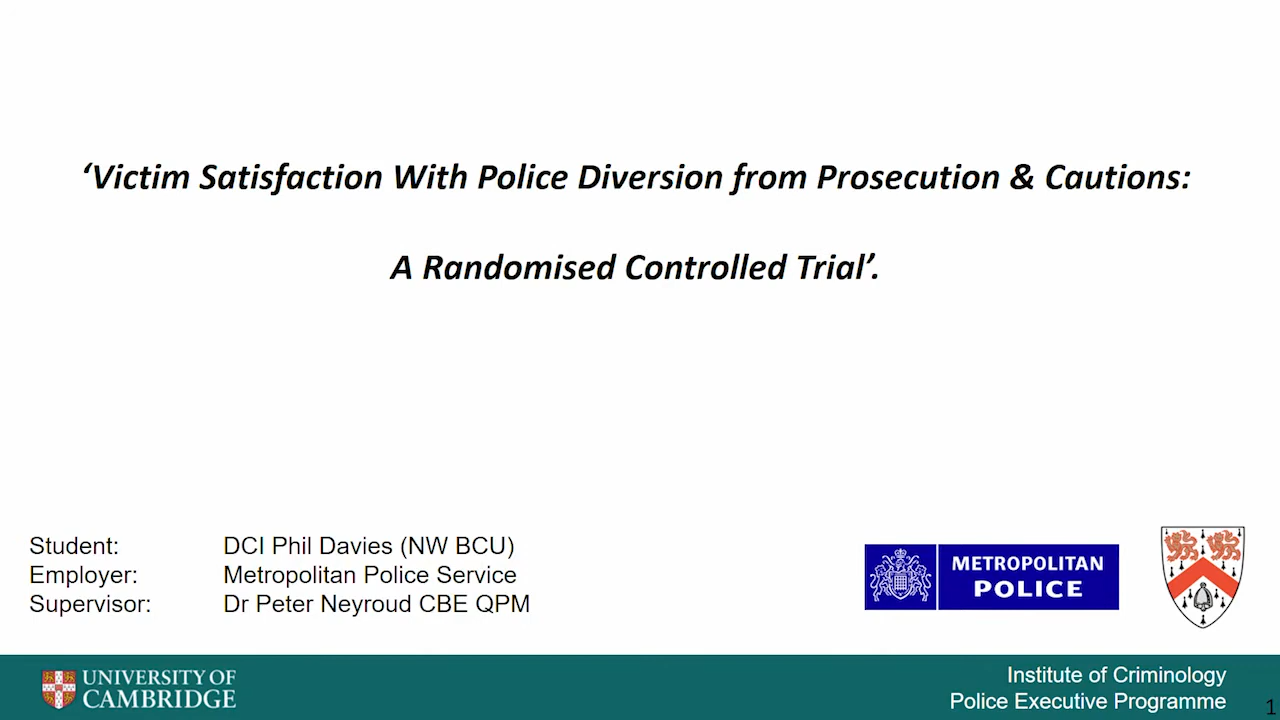 ‘Victim Satisfaction With Police Diversion from Prosecution & Cautions:
A Randomised Controlled Trial’.
Student: DCI Phil Davies (NW BCU)
Employer: Metropolitan Police Service
Supervisor: Dr Peter Neyroud CBE QPM
METROPOLITAN
POLICE
UNIVERSITY OF
CAMBRIDGE
Institute of Criminology
Police Executive Programme
1